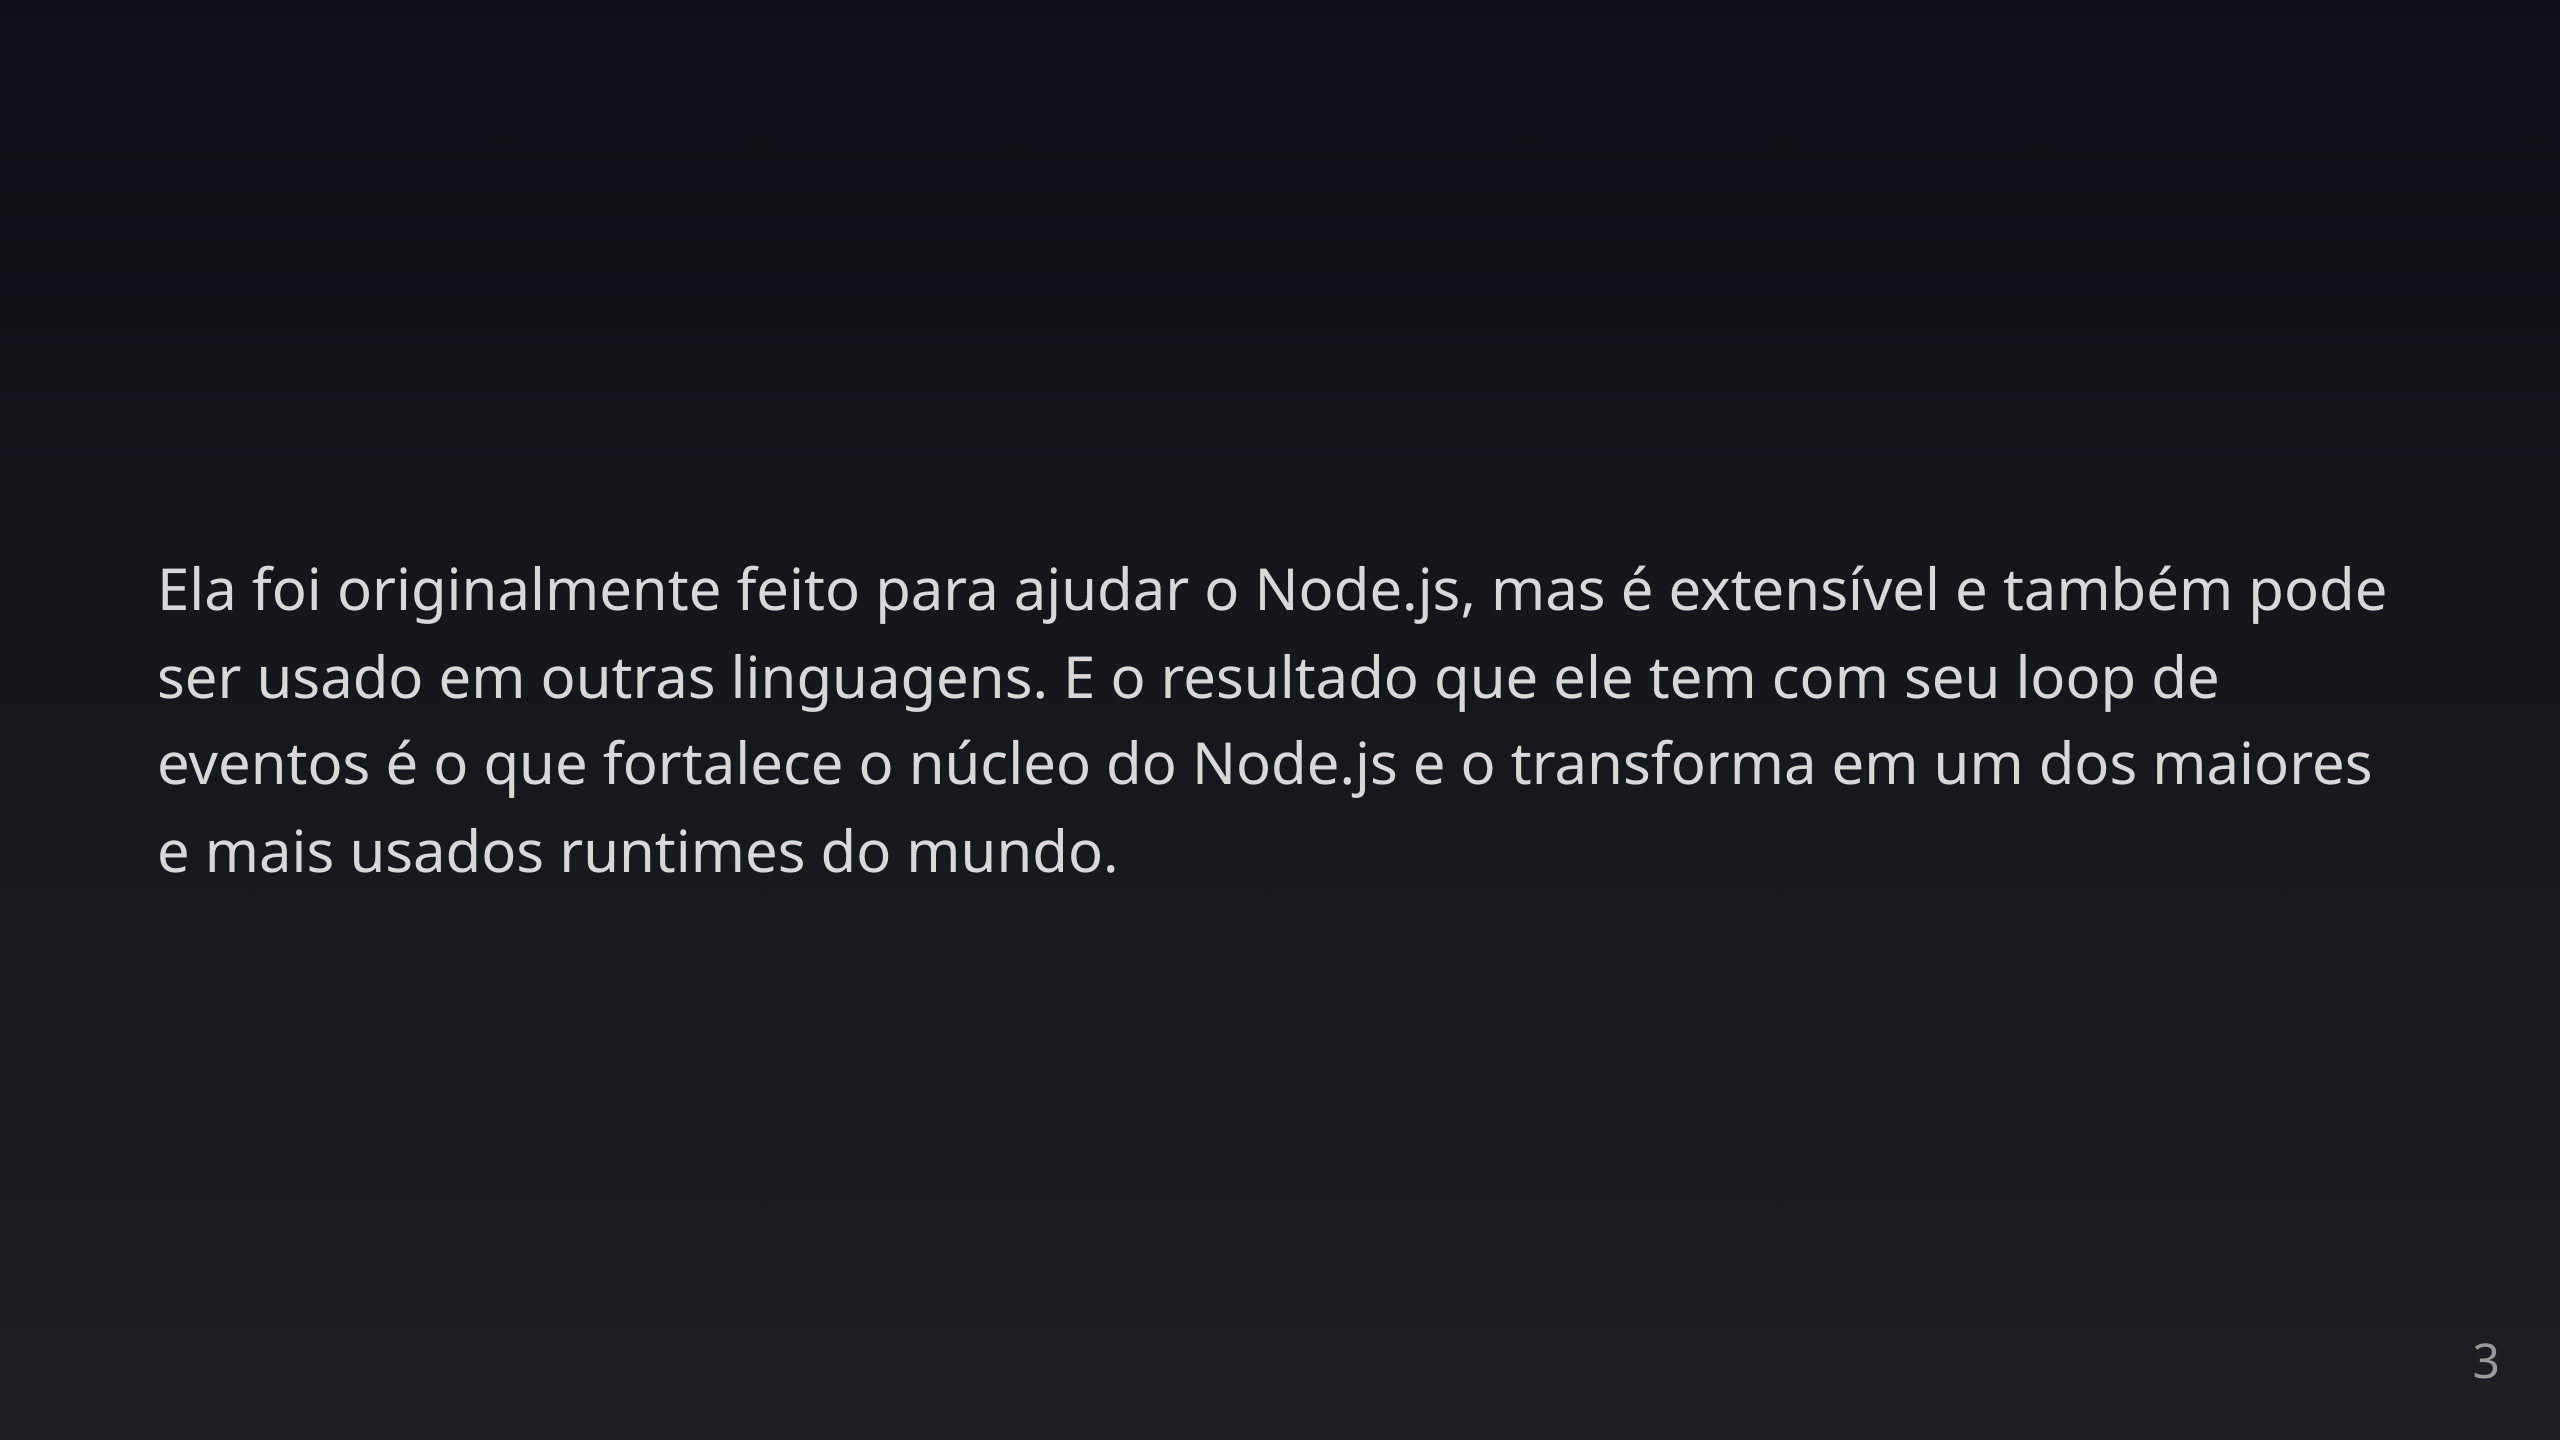 Ela foi originalmente feito para ajudar o Node.js, mas é extensível e também pode
ser usado em outras linguagens. E o resultado que ele tem com seu loop de
eventos é o que fortalece o núcleo do Node.js e o transforma em um dos maiores
e mais usados runtimes do mundo.
3